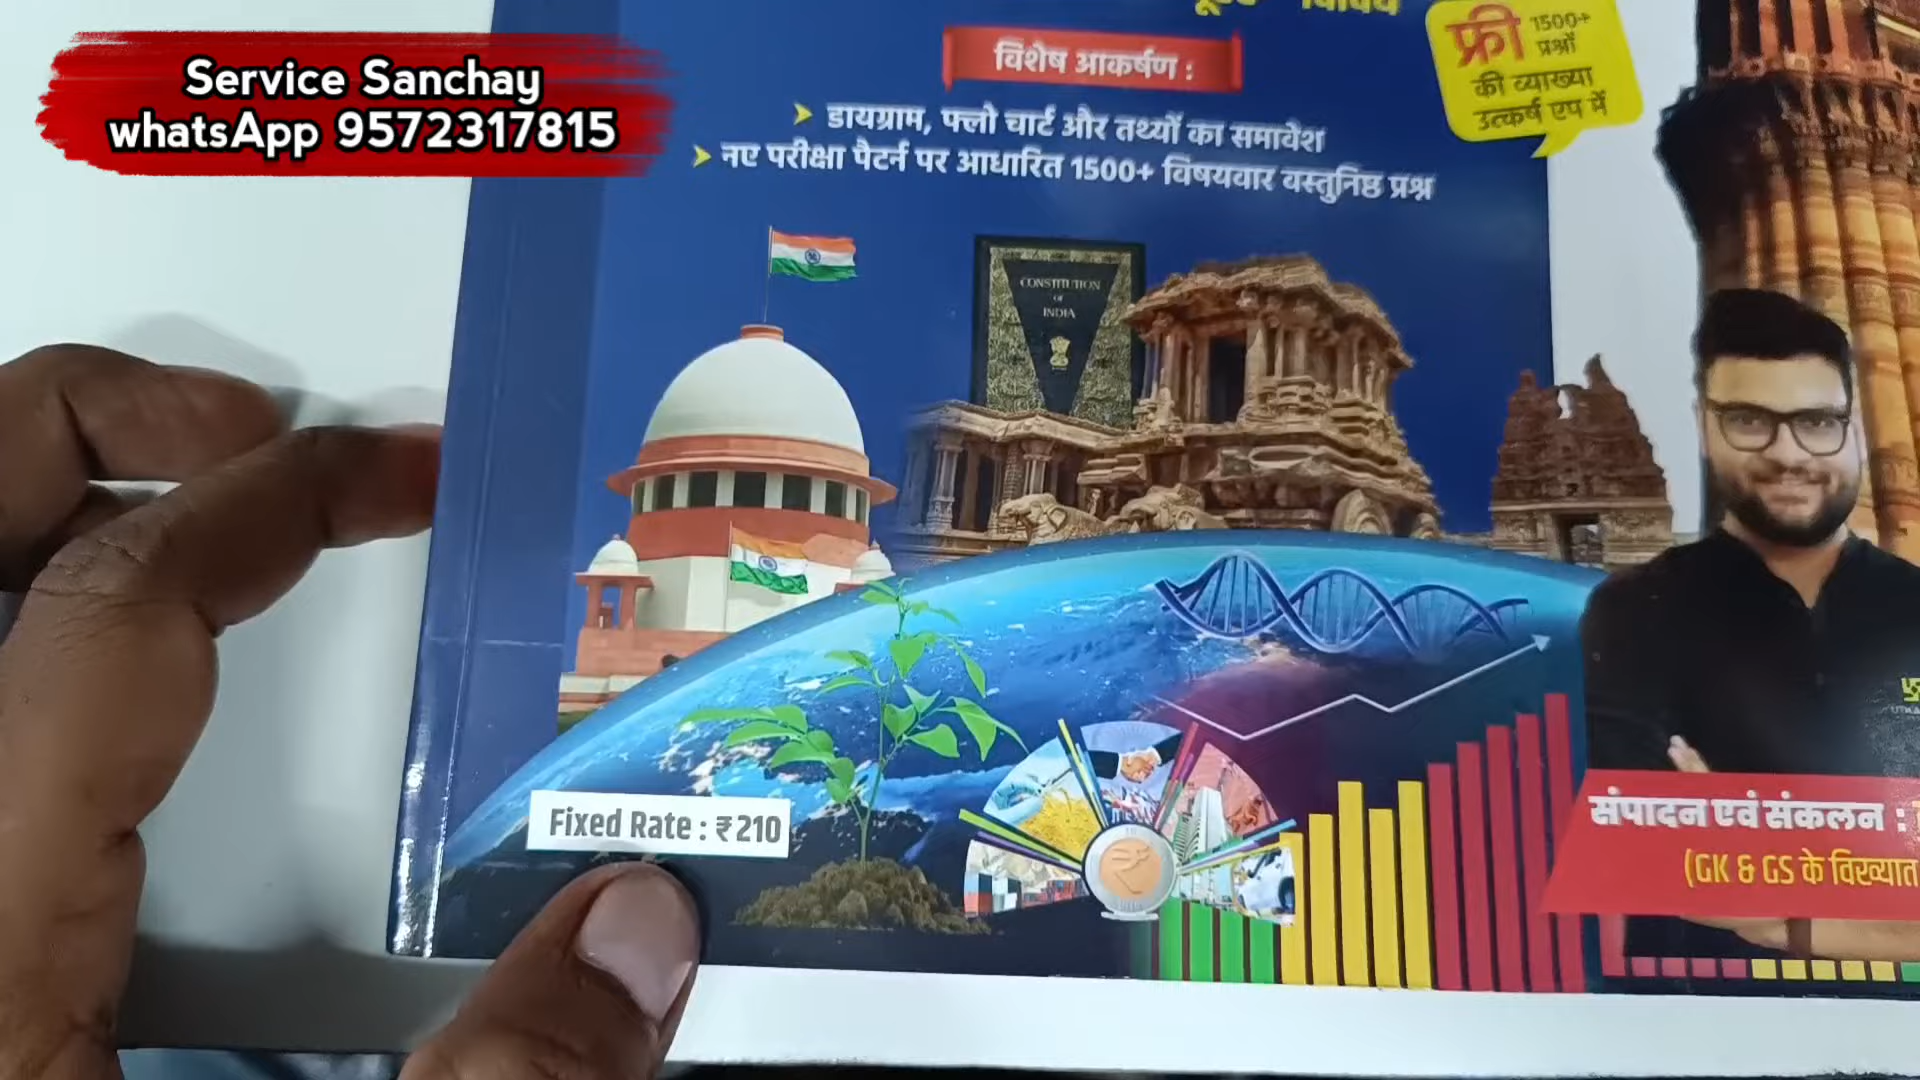 Service Sanchay
whatsApp 9572317815
विशेष आकर्षण :
डायग्राम, फ्लो चार्ट और तथ्यों का समावेश
नए परीक्षा पैटर्न पर आधारित 1500+ विषयवार वस्तुनिष्ठ प्रश्न
फ्री 1500+
प्रश्नों
की व्याख्या
उत्कर्ष एप में
CONSTITUTION
OF
INDIA
Fixed Rate : ₹210
संपादन एवं संकलन :
(GK & GS के विख्यात